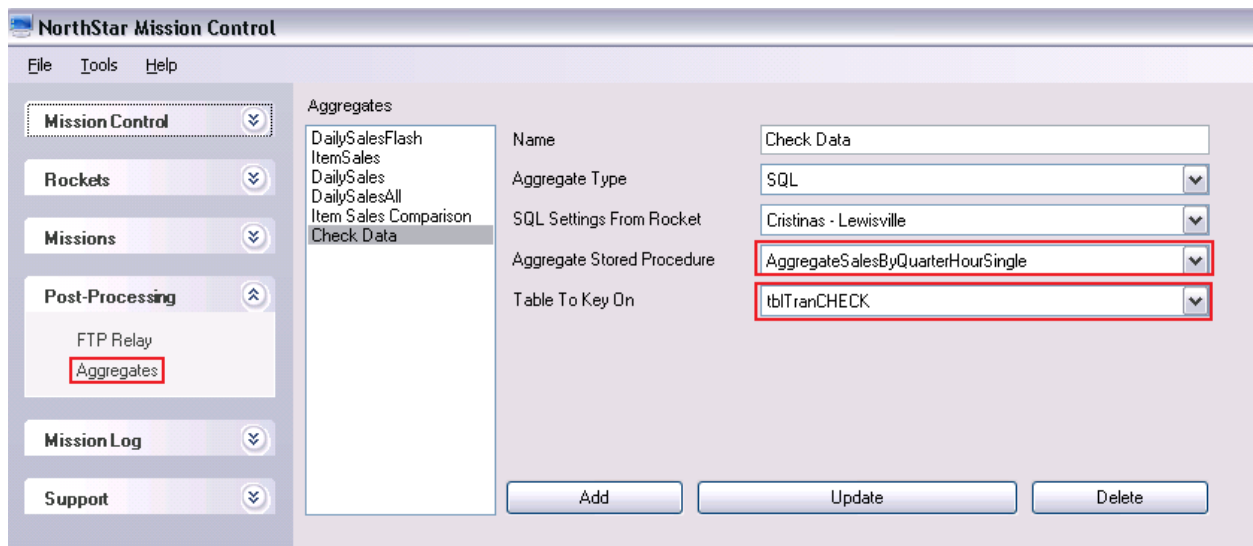 NorthStar Mission Control
File Tools Help
Mission Control
Rockets
Missions
Post-Processing
FTP Relay
Aggregates
Mission Log
Support
Aggregates
DailySalesFlash
ItemSales
DailySales
DailySalesAll
Item Sales Comparison
Check Data
Name Check Data
Aggregate Type SQL
SQL Settings From Rocket Cristinas - Lewisville
Aggregate Stored Procedure AggregateSalesByQuarterHourSingle
Table To Key On tblTranCHECK
Add Update Delete